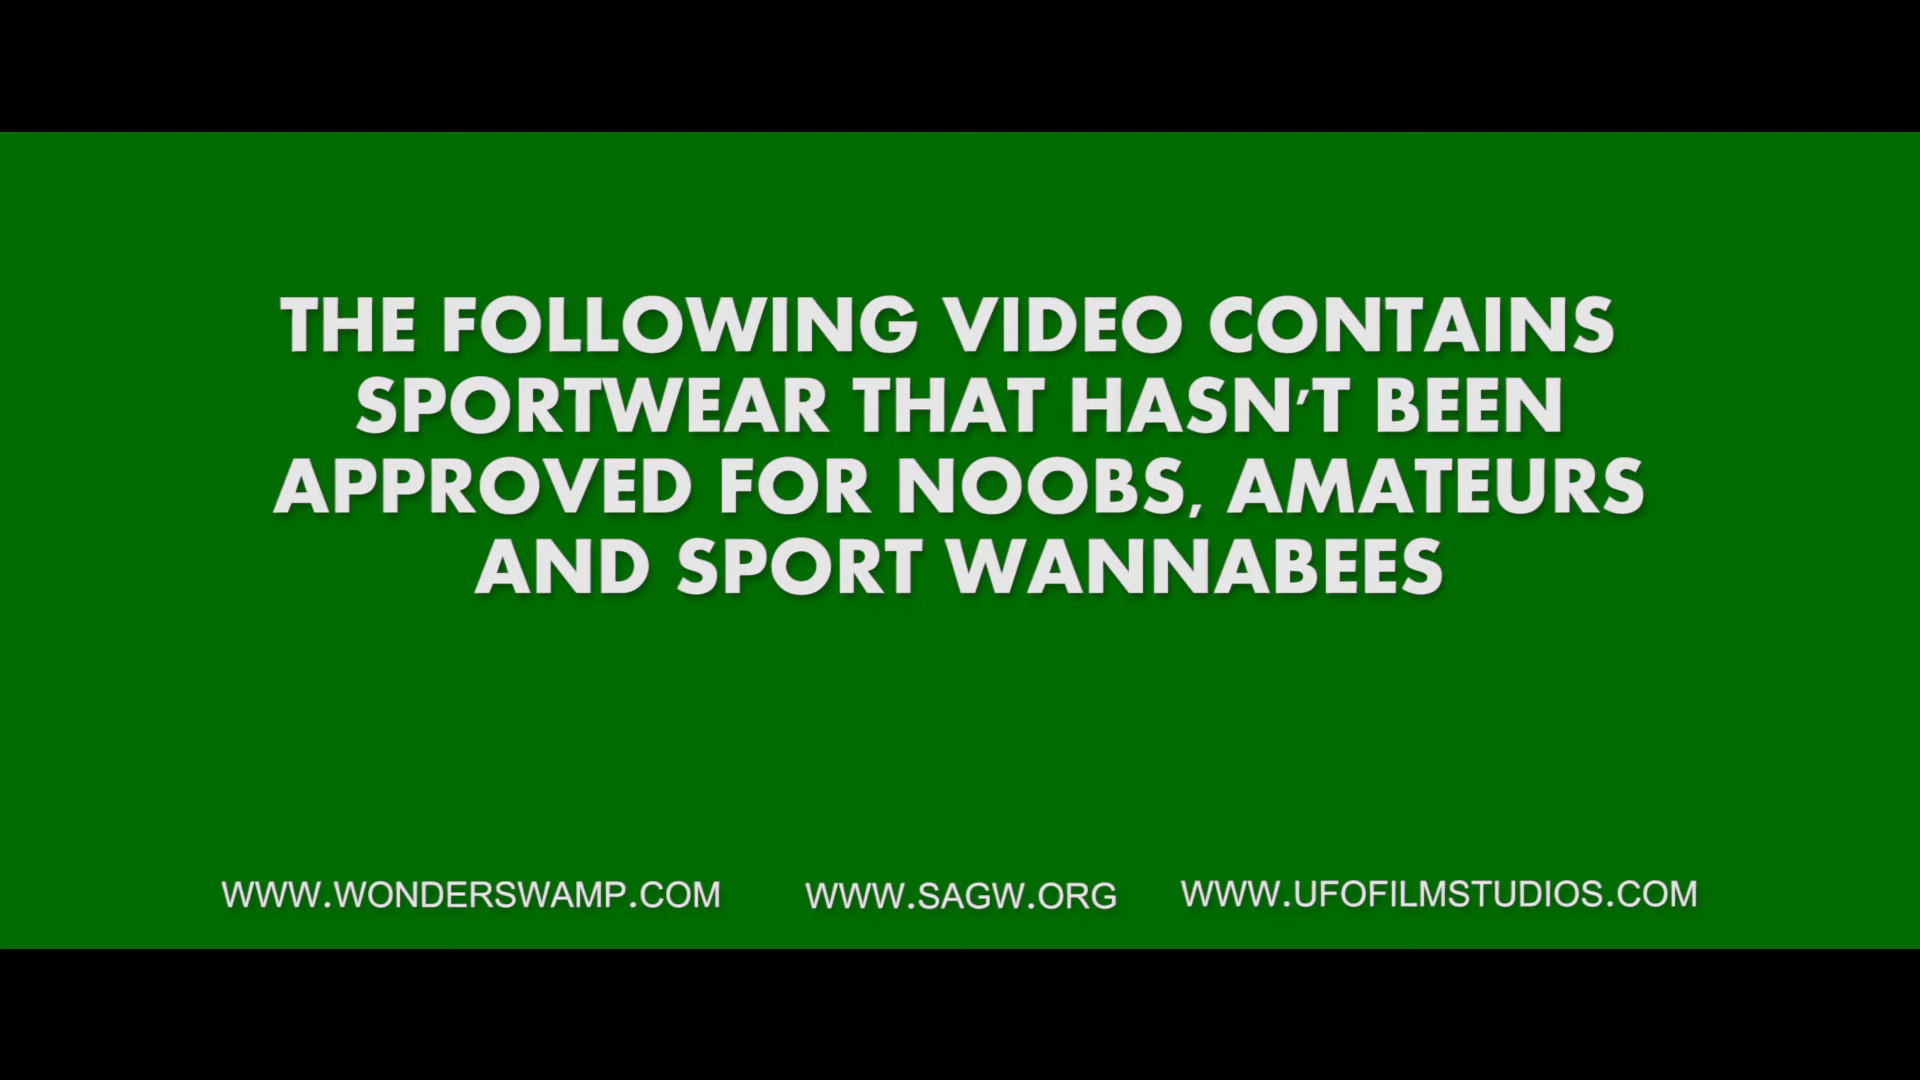 THE FOLLOWING VIDEO CONTAINS
SPORTWEAR THAT HASN'T BEEN
APPROVED FOR NOOBS, AMATEURS
AND SPORT WANNABEES
WWW.WONDERSWAMP.COM WWW.SAGW.ORG WWW.UFOFILMSTUDIOS.COM